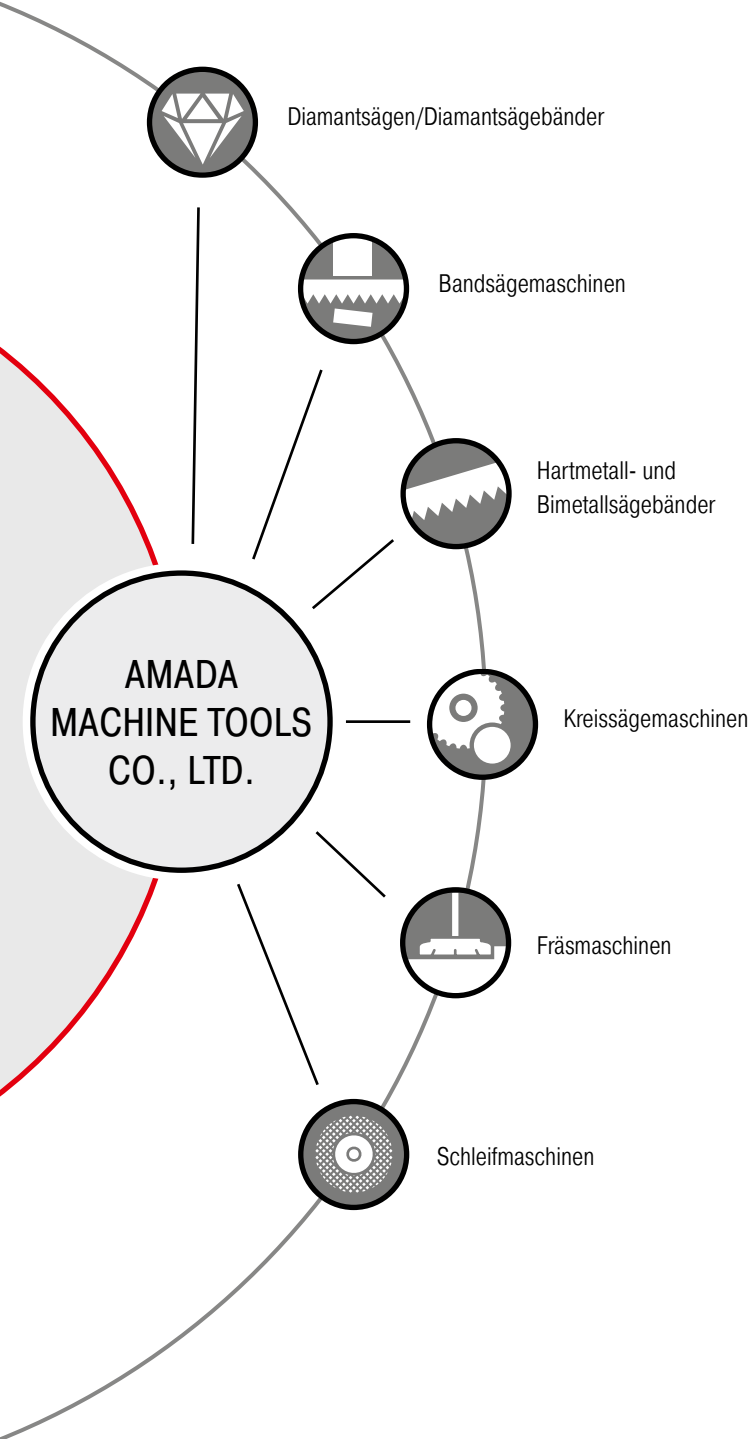 Diamantsägen/Diamantsägebänder
Bandsägemaschinen
Hartmetall- und
Bimetallsägebänder
AMADA
MACHINE TOOLS
CO., LTD.
Kreissägemaschinen
Fräsmaschinen
Schleifmaschinen